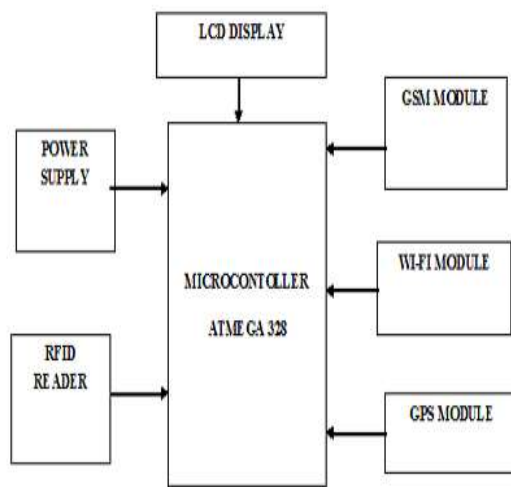 LCD DISPLAY
GSM MODULE
POWER
SUPPLY
MICROCONTOLLER
ATMEGA 328
WI-FI MODULE
RFID
READER
GPS MODULE